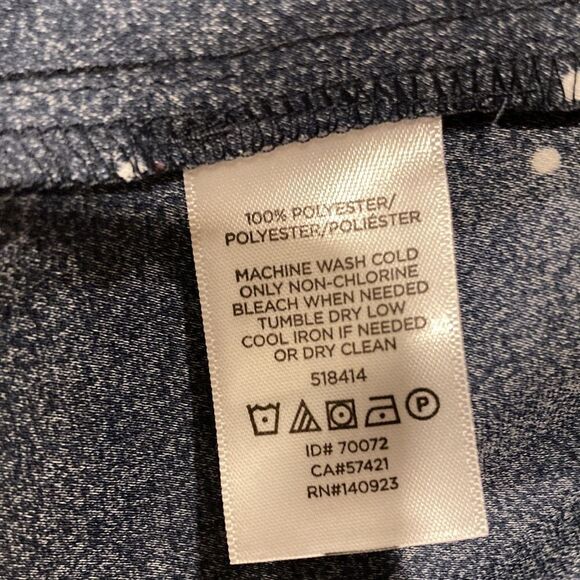 100% POLYESTER/
POLYESTER/POLIÉSTER
MACHINE WASH COLD
ONLY NON-CHLORINE
BLEACH WHEN NEEDED
TUMBLE DRY LOW
COOL IRON IF NEEDED
OR DRY CLEAN
518414
P
ID# 70072
CA#57421
RN#140923